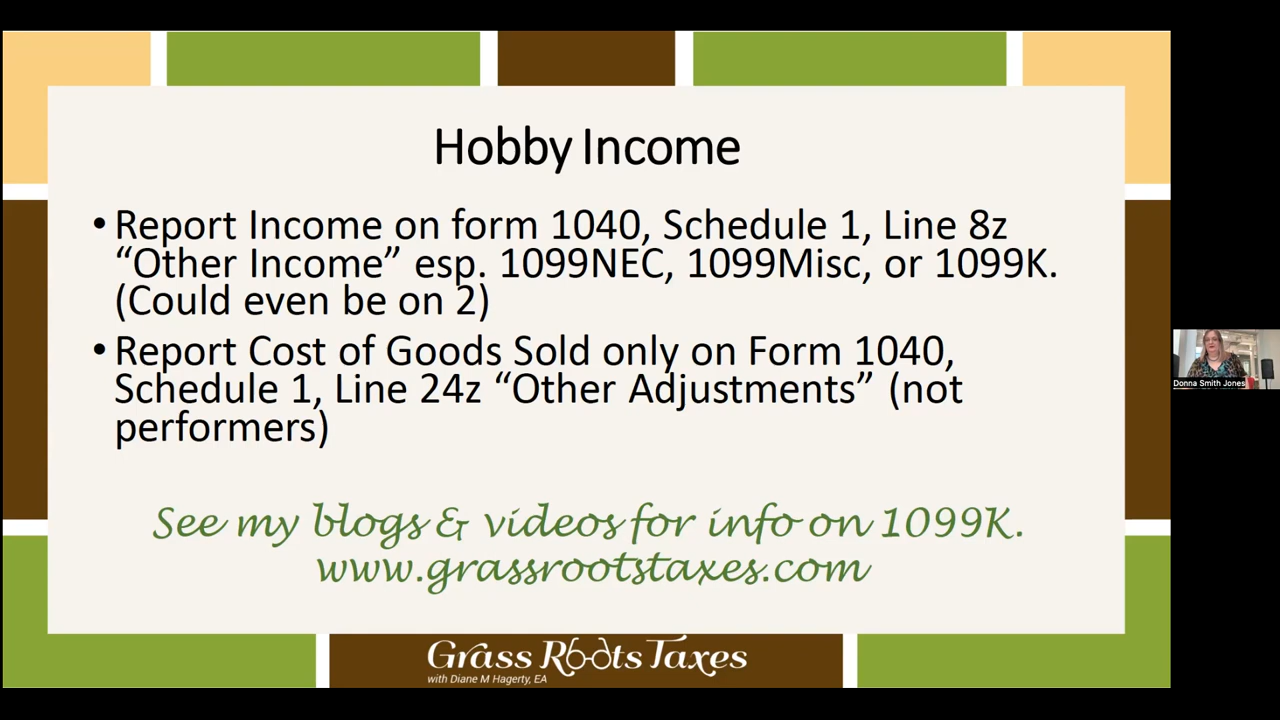 Hobby Income
• Report Income on form 1040, Schedule 1, Line 8z
“Other Income” esp. 1099NEC, 1099Misc, or 1099K.
(Could even be on 2)
• Report Cost of Goods Sold only on Form 1040,
Schedule 1, Line 24z “Other Adjustments” (not
performers)
See my blogs & videos for info on 1099K.
www.grassrootstaxes.com
Grass Roots Taxes
with Diane M Hagerty, EA
Donna Smith Jones